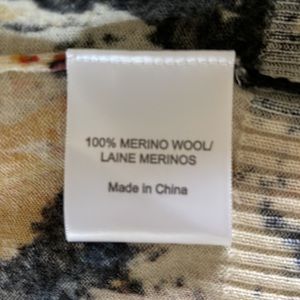 100% MERINO WOOL/
LAINE MERINOS
Made in China